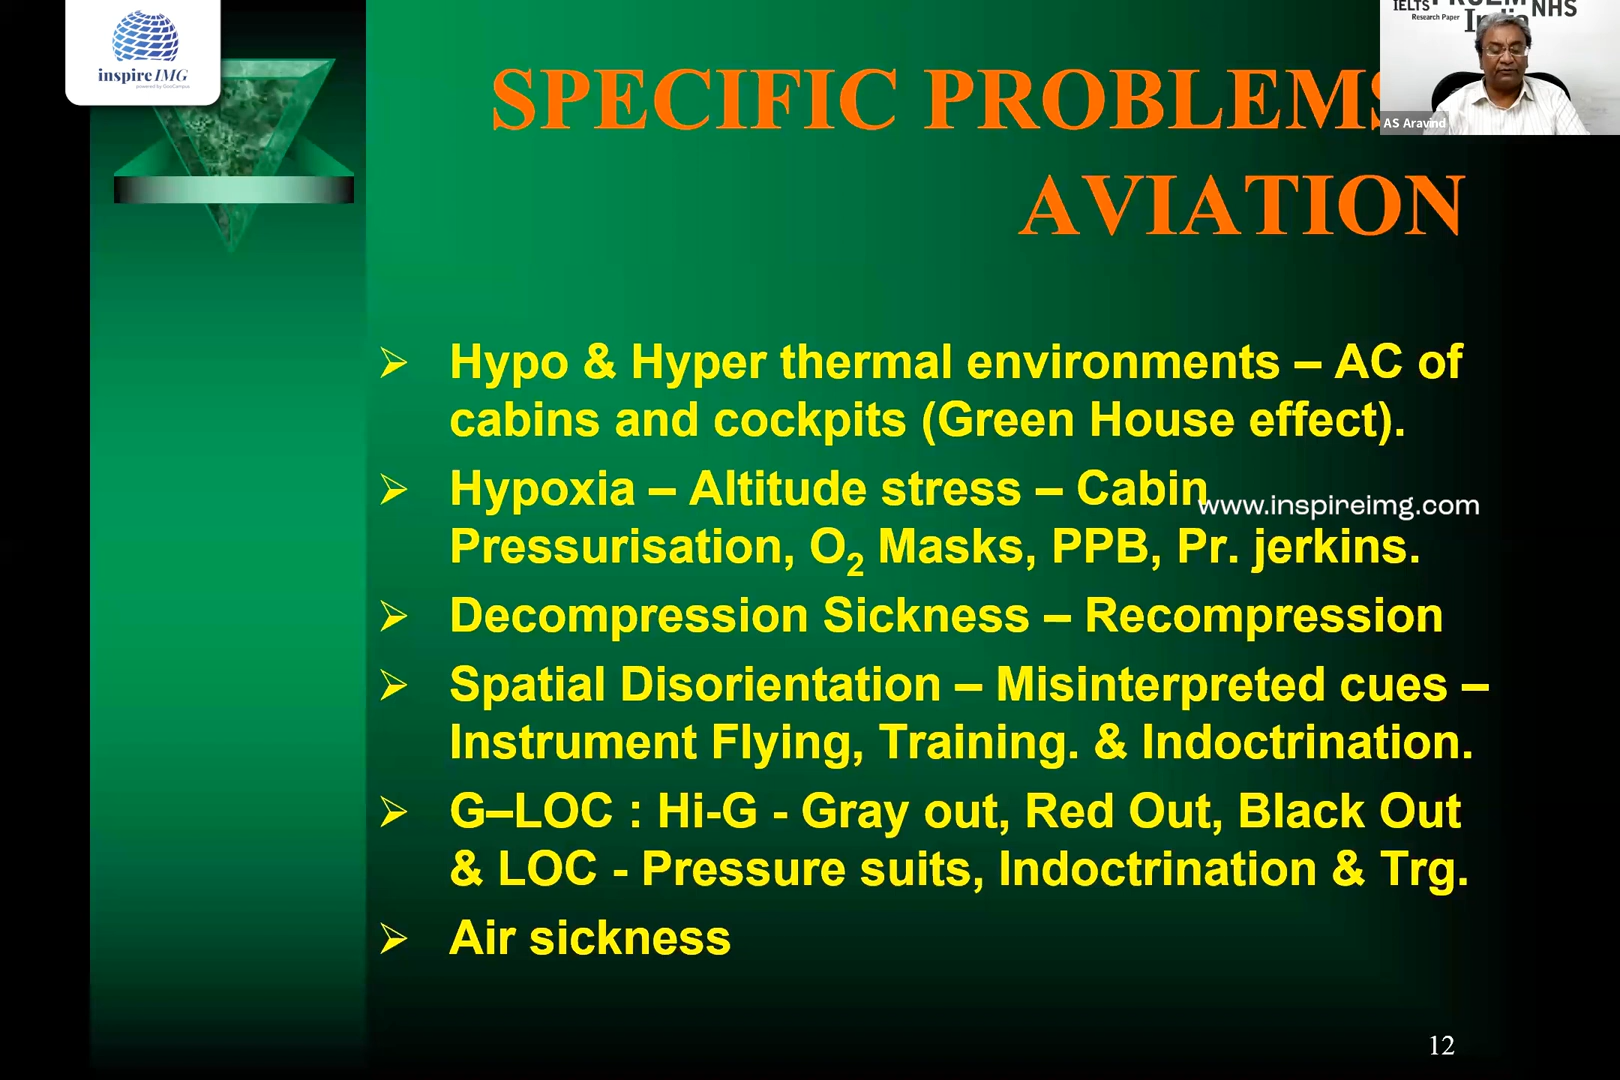 inspire IMG
powered by GooCampus
IELTS
Research Paper
NHS
AS Aravind
SPECIFIC PROBLEMS
AVIATION
➢ Hypo & Hyper thermal environments – AC of
cabins and cockpits (Green House effect).
➢ Hypoxia – Altitude stress – Cabin
www.inspireimg.com
Pressurisation, O₂ Masks, PPB, Pr. jerkins.
➢ Decompression Sickness – Recompression
➢ Spatial Disorientation – Misinterpreted cues –
Instrument Flying, Training. & Indoctrination.
➢ G–LOC : Hi-G - Gray out, Red Out, Black Out
& LOC - Pressure suits, Indoctrination & Trg.
➢ Air sickness
12